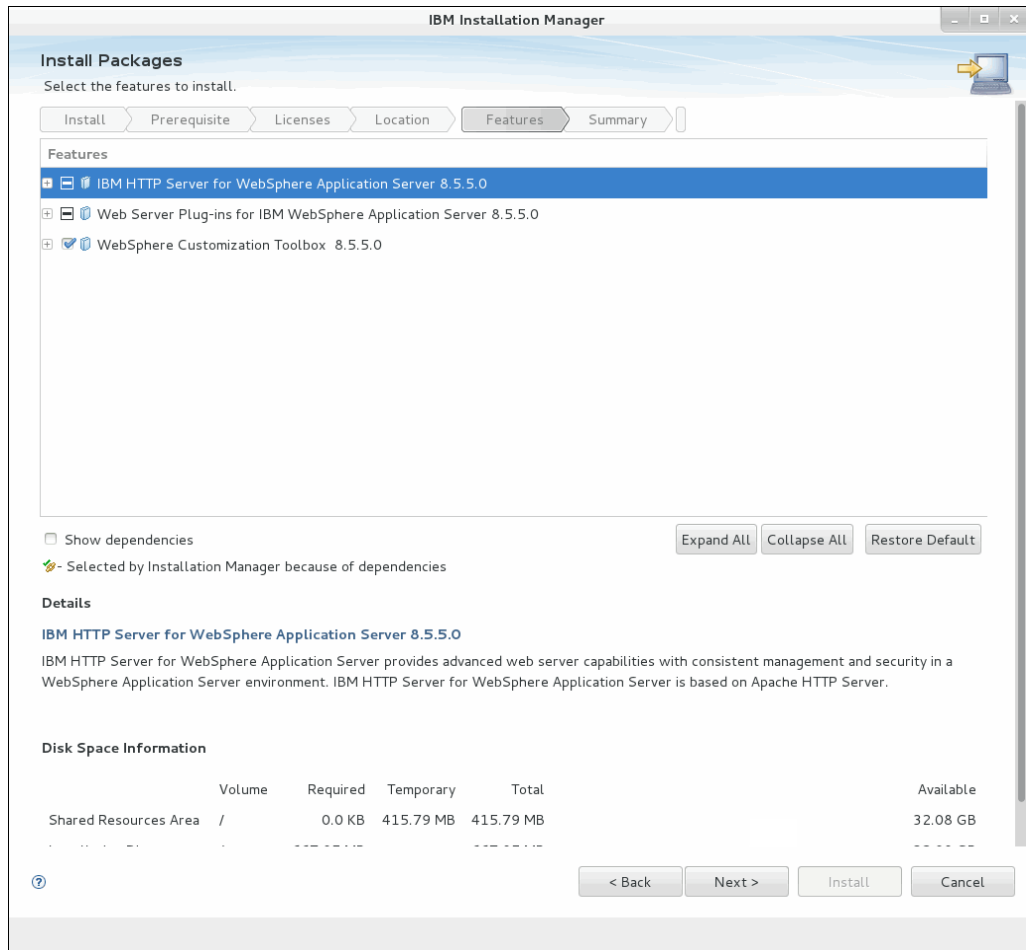 IBM Installation Manager
Install Packages
Select the features to install.
Install Prerequisite Licenses Location Features Summary
Features
IBM HTTP Server for WebSphere Application Server 8.5.5.0
Web Server Plug-ins for IBM WebSphere Application Server 8.5.5.0
WebSphere Customization Toolbox 8.5.5.0
Show dependencies Expand All Collapse All Restore Default
- Selected by Installation Manager because of dependencies
Details
IBM HTTP Server for WebSphere Application Server 8.5.5.0
IBM HTTP Server for WebSphere Application Server provides advanced web server capabilities with consistent management and security in a
WebSphere Application Server environment. IBM HTTP Server for WebSphere Application Server is based on Apache HTTP Server.
Disk Space Information
Volume Required Temporary Total Available
Shared Resources Area / 0.0 KB 415.79 MB 415.79 MB 32.08 GB
? < Back Next > Install Cancel